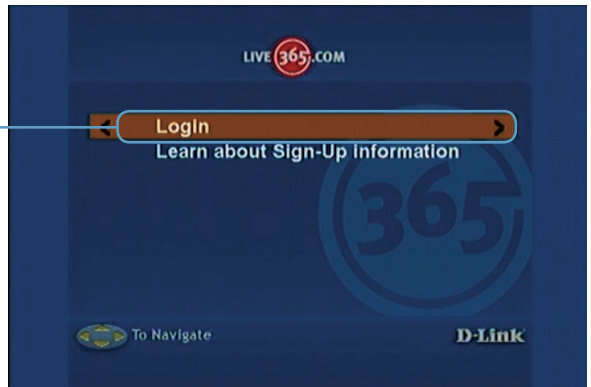 LIVE 365.COM
Login
Learn about Sign-Up Information
365
To Navigate
D-Link